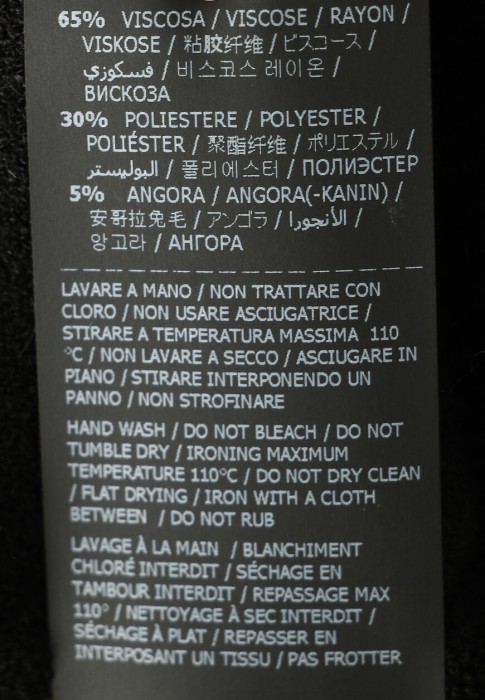 65% VISCOSA / VISCOSE / RAYON /
VISKOSE / 粘胶纤维 / ビスコース /
فسكوزي / 비스코스 레이온 /
ВИСКОЗА
30% POLIESTERE / POLYESTER /
POLIÉSTER / 聚酯纤维 / ポリエステル /
البوليستر / 폴리에스터 / ПОЛИЭСТЕР
5% ANGORA / ANGORA(-KANIN) /
安哥拉兔毛 / アンゴラ / الأنجورا /
앙고라 / АНГОРА
LAVARE A MANO / NON TRATTARE CON
CLORO / NON USARE ASCIUGATRICE /
STIRARE A TEMPERATURA MASSIMA 110
°C / NON LAVARE A SECCO / ASCIUGARE IN
PIANO / STIRARE INTERPONENDO UN
PANNO / NON STROFINARE
HAND WASH / DO NOT BLEACH / DO NOT
TUMBLE DRY / IRONING MAXIMUM
TEMPERATURE 110°C / DO NOT DRY CLEAN
/ FLAT DRYING / IRON WITH A CLOTH
BETWEEN / DO NOT RUB
LAVAGE À LA MAIN / BLANCHIMENT
CHLORÉ INTERDIT / SÉCHAGE EN
TAMBOUR INTERDIT / REPASSAGE MAX
110° / NETTOYAGE À SEC INTERDIT /
SÉCHAGE À PLAT / REPASSER EN
INTERPOSANT UN TISSU / PAS FROTTER